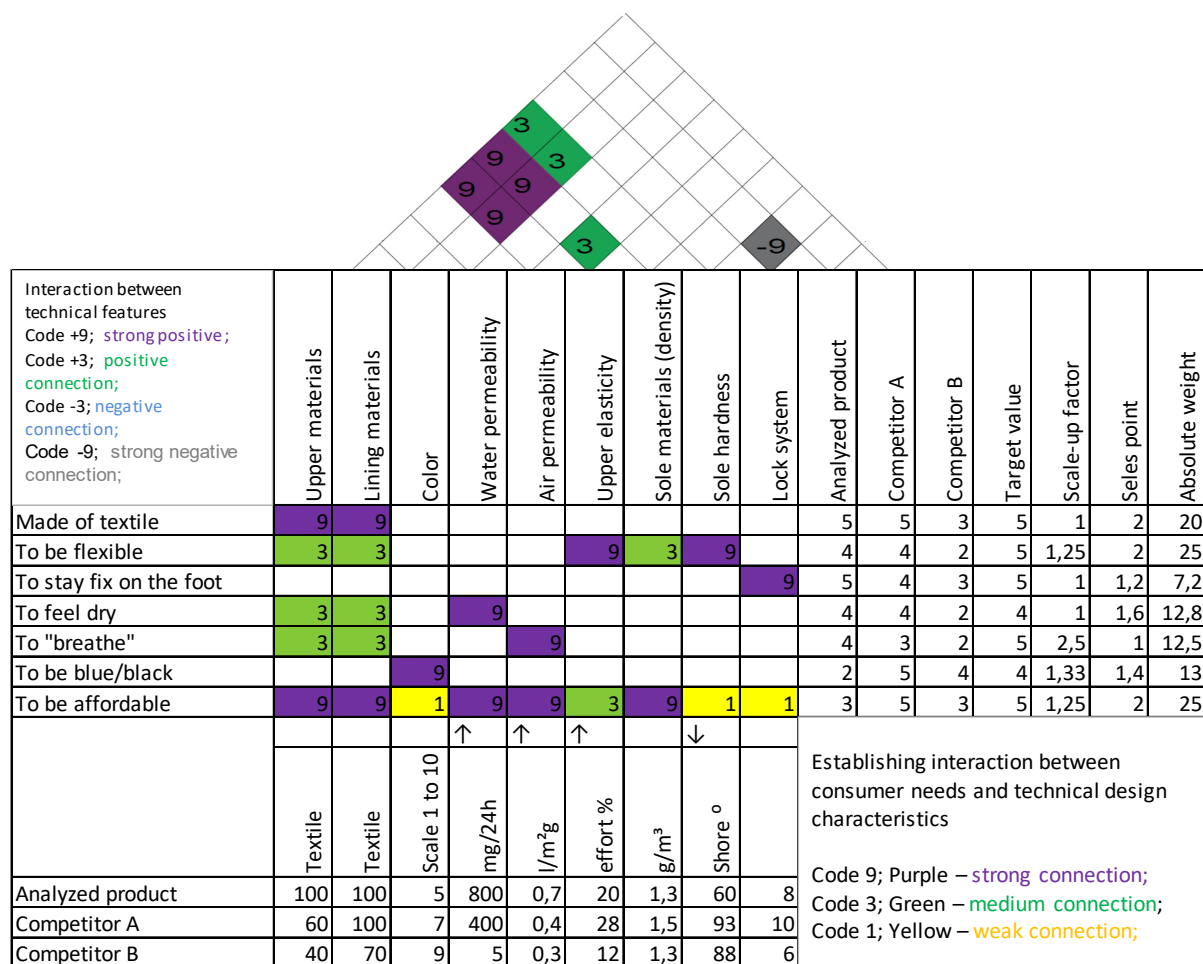 3
9 3
9 9
9
3 -9
Interaction between
technical features
Code +9; strong positive;
Code +3; positive
connection;
Code -3; negative
connection;
Code -9; strong negative
connection;
Upper materials
Lining materials
Color
Water permeability
Air permeability
Upper elasticity
Sole materials (density)
Sole hardness
Lock system
Analyzed product
Competitor A
Competitor B
Target value
Scale-up factor
Seles point
Absolute weight
Made of textile 9 9 5 5 3 5 1 2 20
To be flexible 3 3 9 3 9 4 4 2 5 1,25 2 25
To stay fix on the foot 9 5 4 3 5 1 1,2 7,2
To feel dry 3 3 9 4 4 2 4 1 1,6 12,8
To "breathe" 3 3 9 4 3 2 5 2,5 1 12,5
To be blue/black 9 2 5 4 4 1,33 1,4 13
To be affordable 9 9 1 9 9 3 9 1 1 3 5 3 5 1,25 2 25
↑ ↑ ↑ ↓
Textile
Textile
Scale 1 to 10
mg/24h
l/m²g
effort %
g/m³
Shore º
Analyzed product 100 100 5 800 0,7 20 1,3 60 8
Competitor A 60 100 7 400 0,4 28 1,5 93 10
Competitor B 40 70 9 5 0,3 12 1,3 88 6
Establishing interaction between
consumer needs and technical design
characteristics
Code 9; Purple – strong connection;
Code 3; Green – medium connection;
Code 1; Yellow – weak connection;